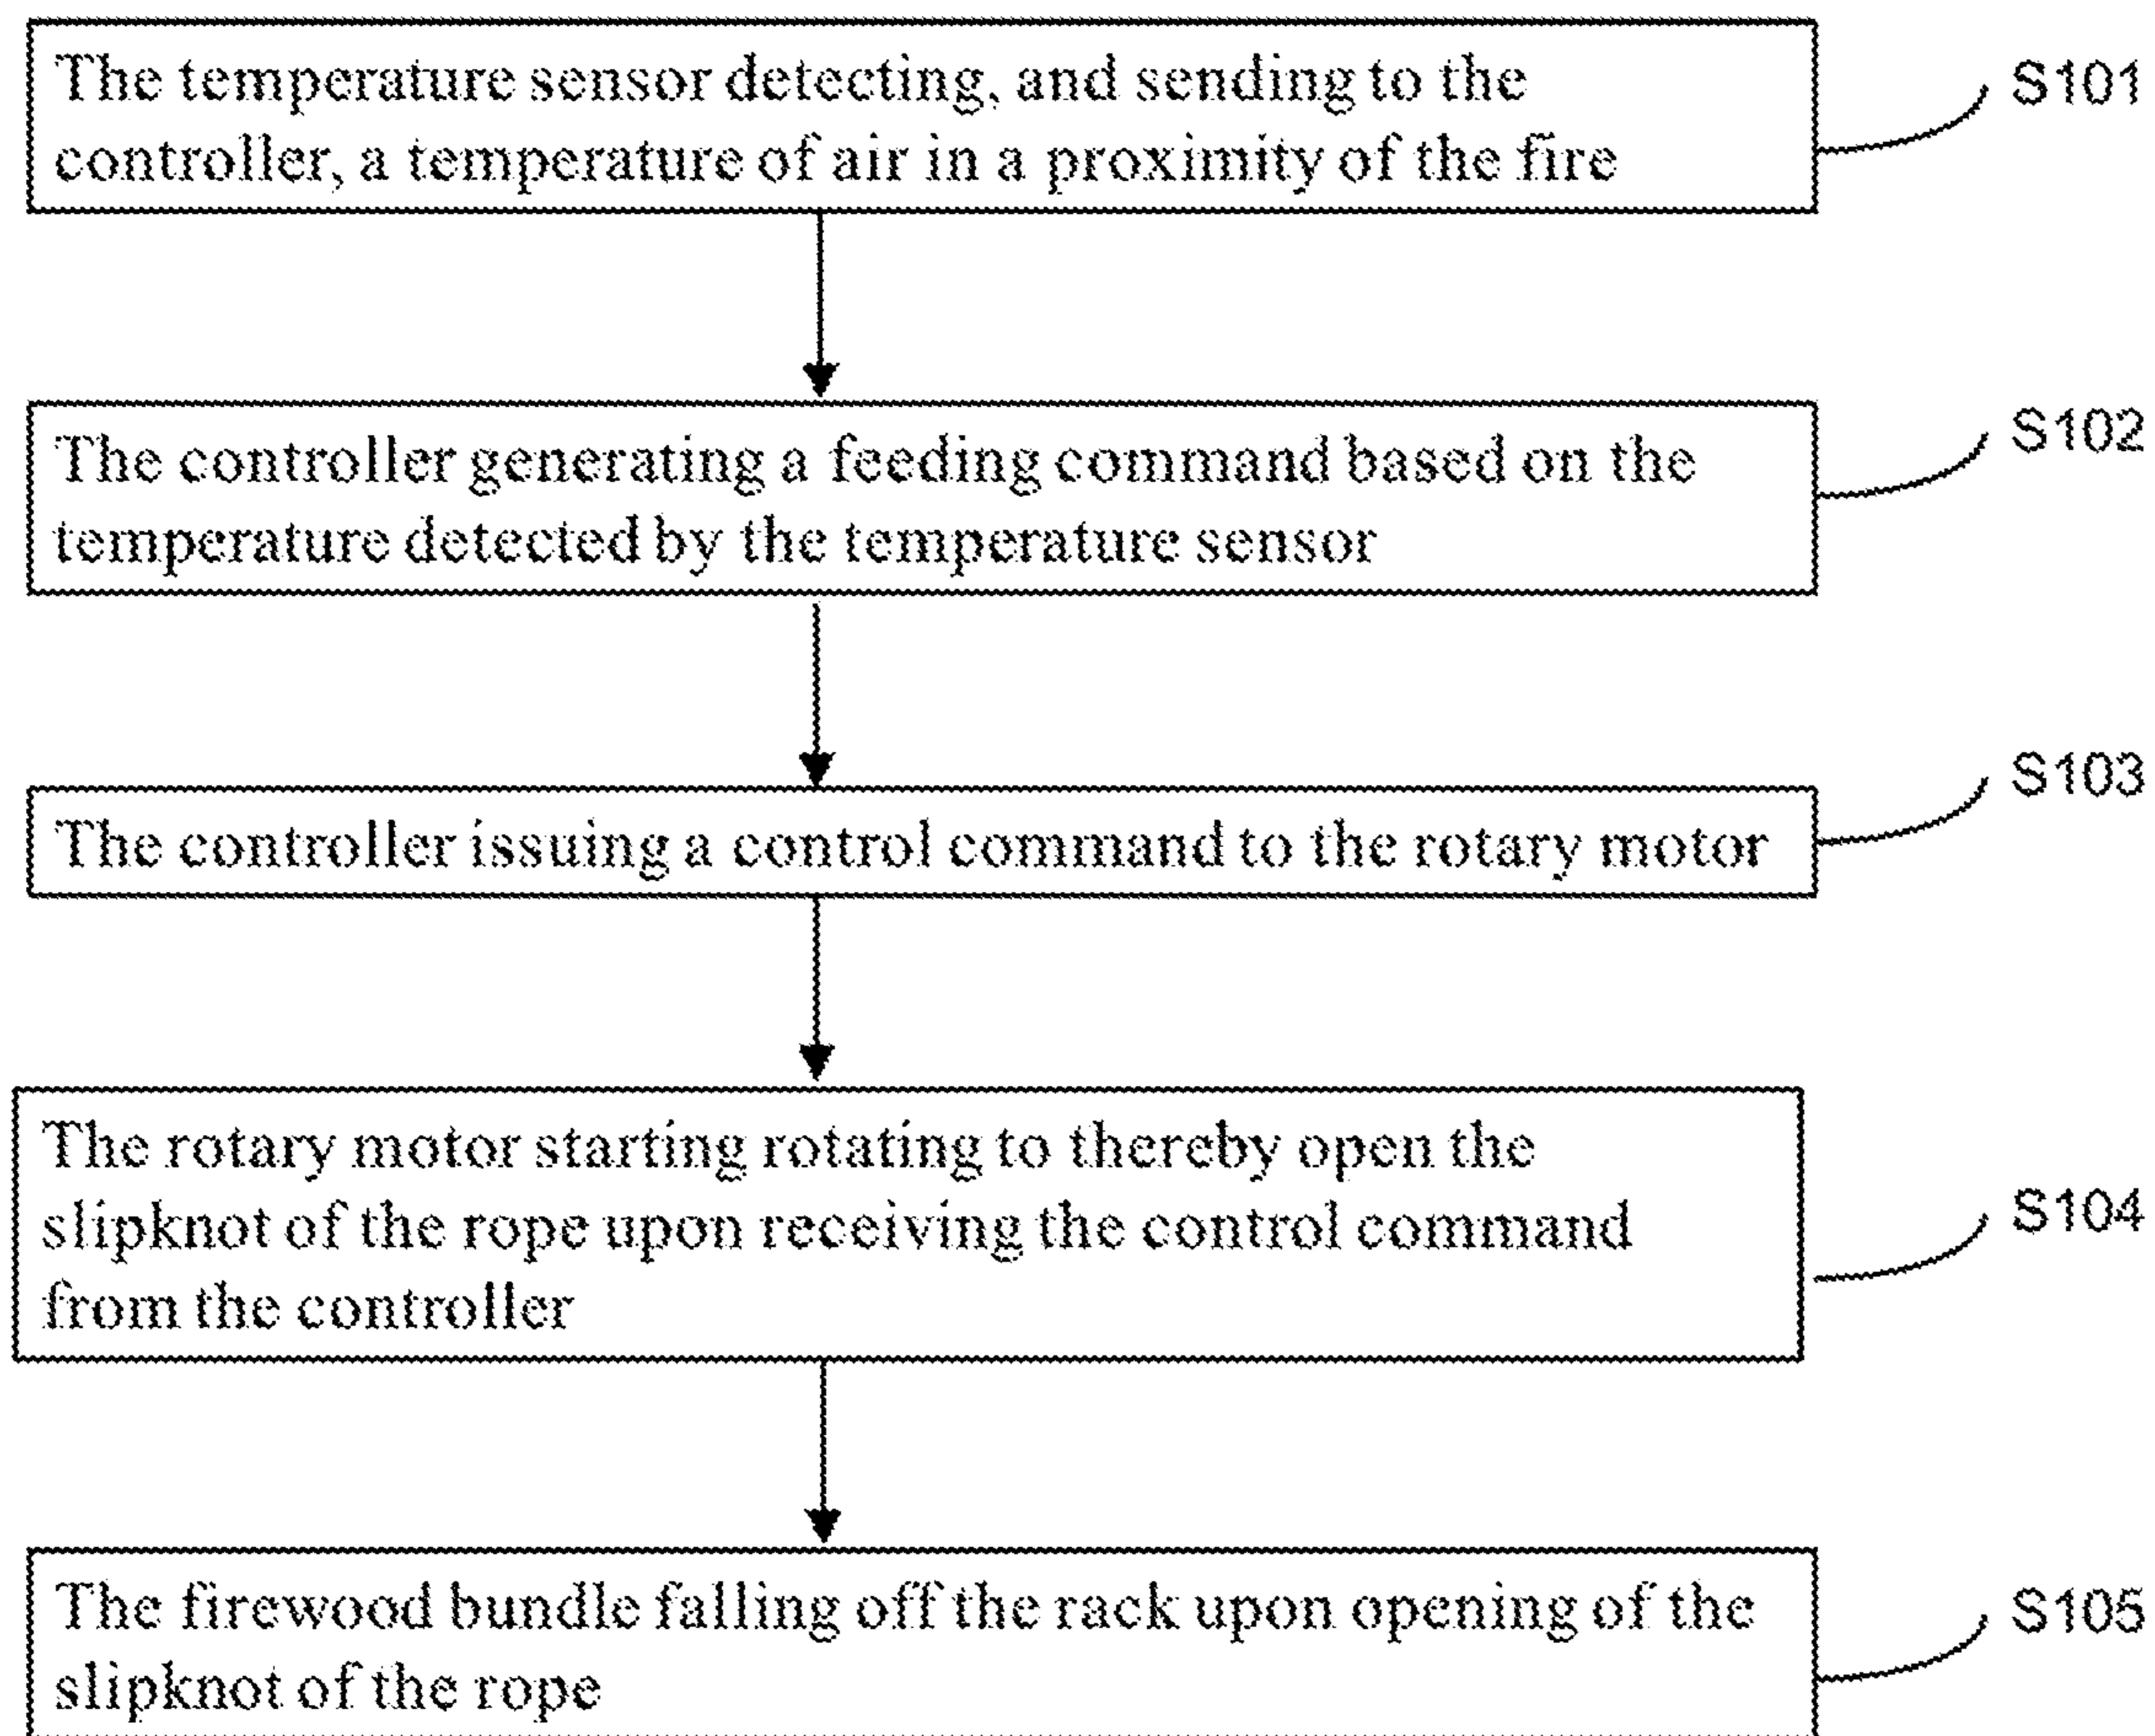 The temperature sensor detecting, and sending to the
controller, a temperature of air in a proximity of the fire
S101
The controller generating a feeding command based on the
temperature detected by the temperature sensor
S102
The controller issuing a control command to the rotary motor
S103
The rotary motor starting rotating to thereby open the
slipknot of the rope upon receiving the control command
from the controller
S104
The firewood bundle falling off the rack upon opening of the
slipknot of the rope
S105